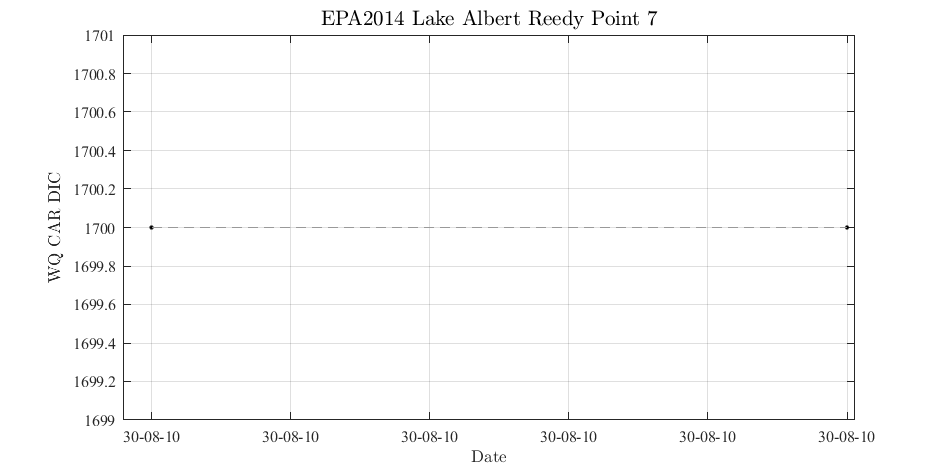 EPA2014 Lake Albert Reedy Point 7
1701
1700.8
1700.6
1700.4
1700.2
1700
1699.8
1699.6
1699.4
1699.2
1699
WQ CAR DIC
30-08-10 30-08-10 30-08-10 30-08-10 30-08-10 30-08-10
Date